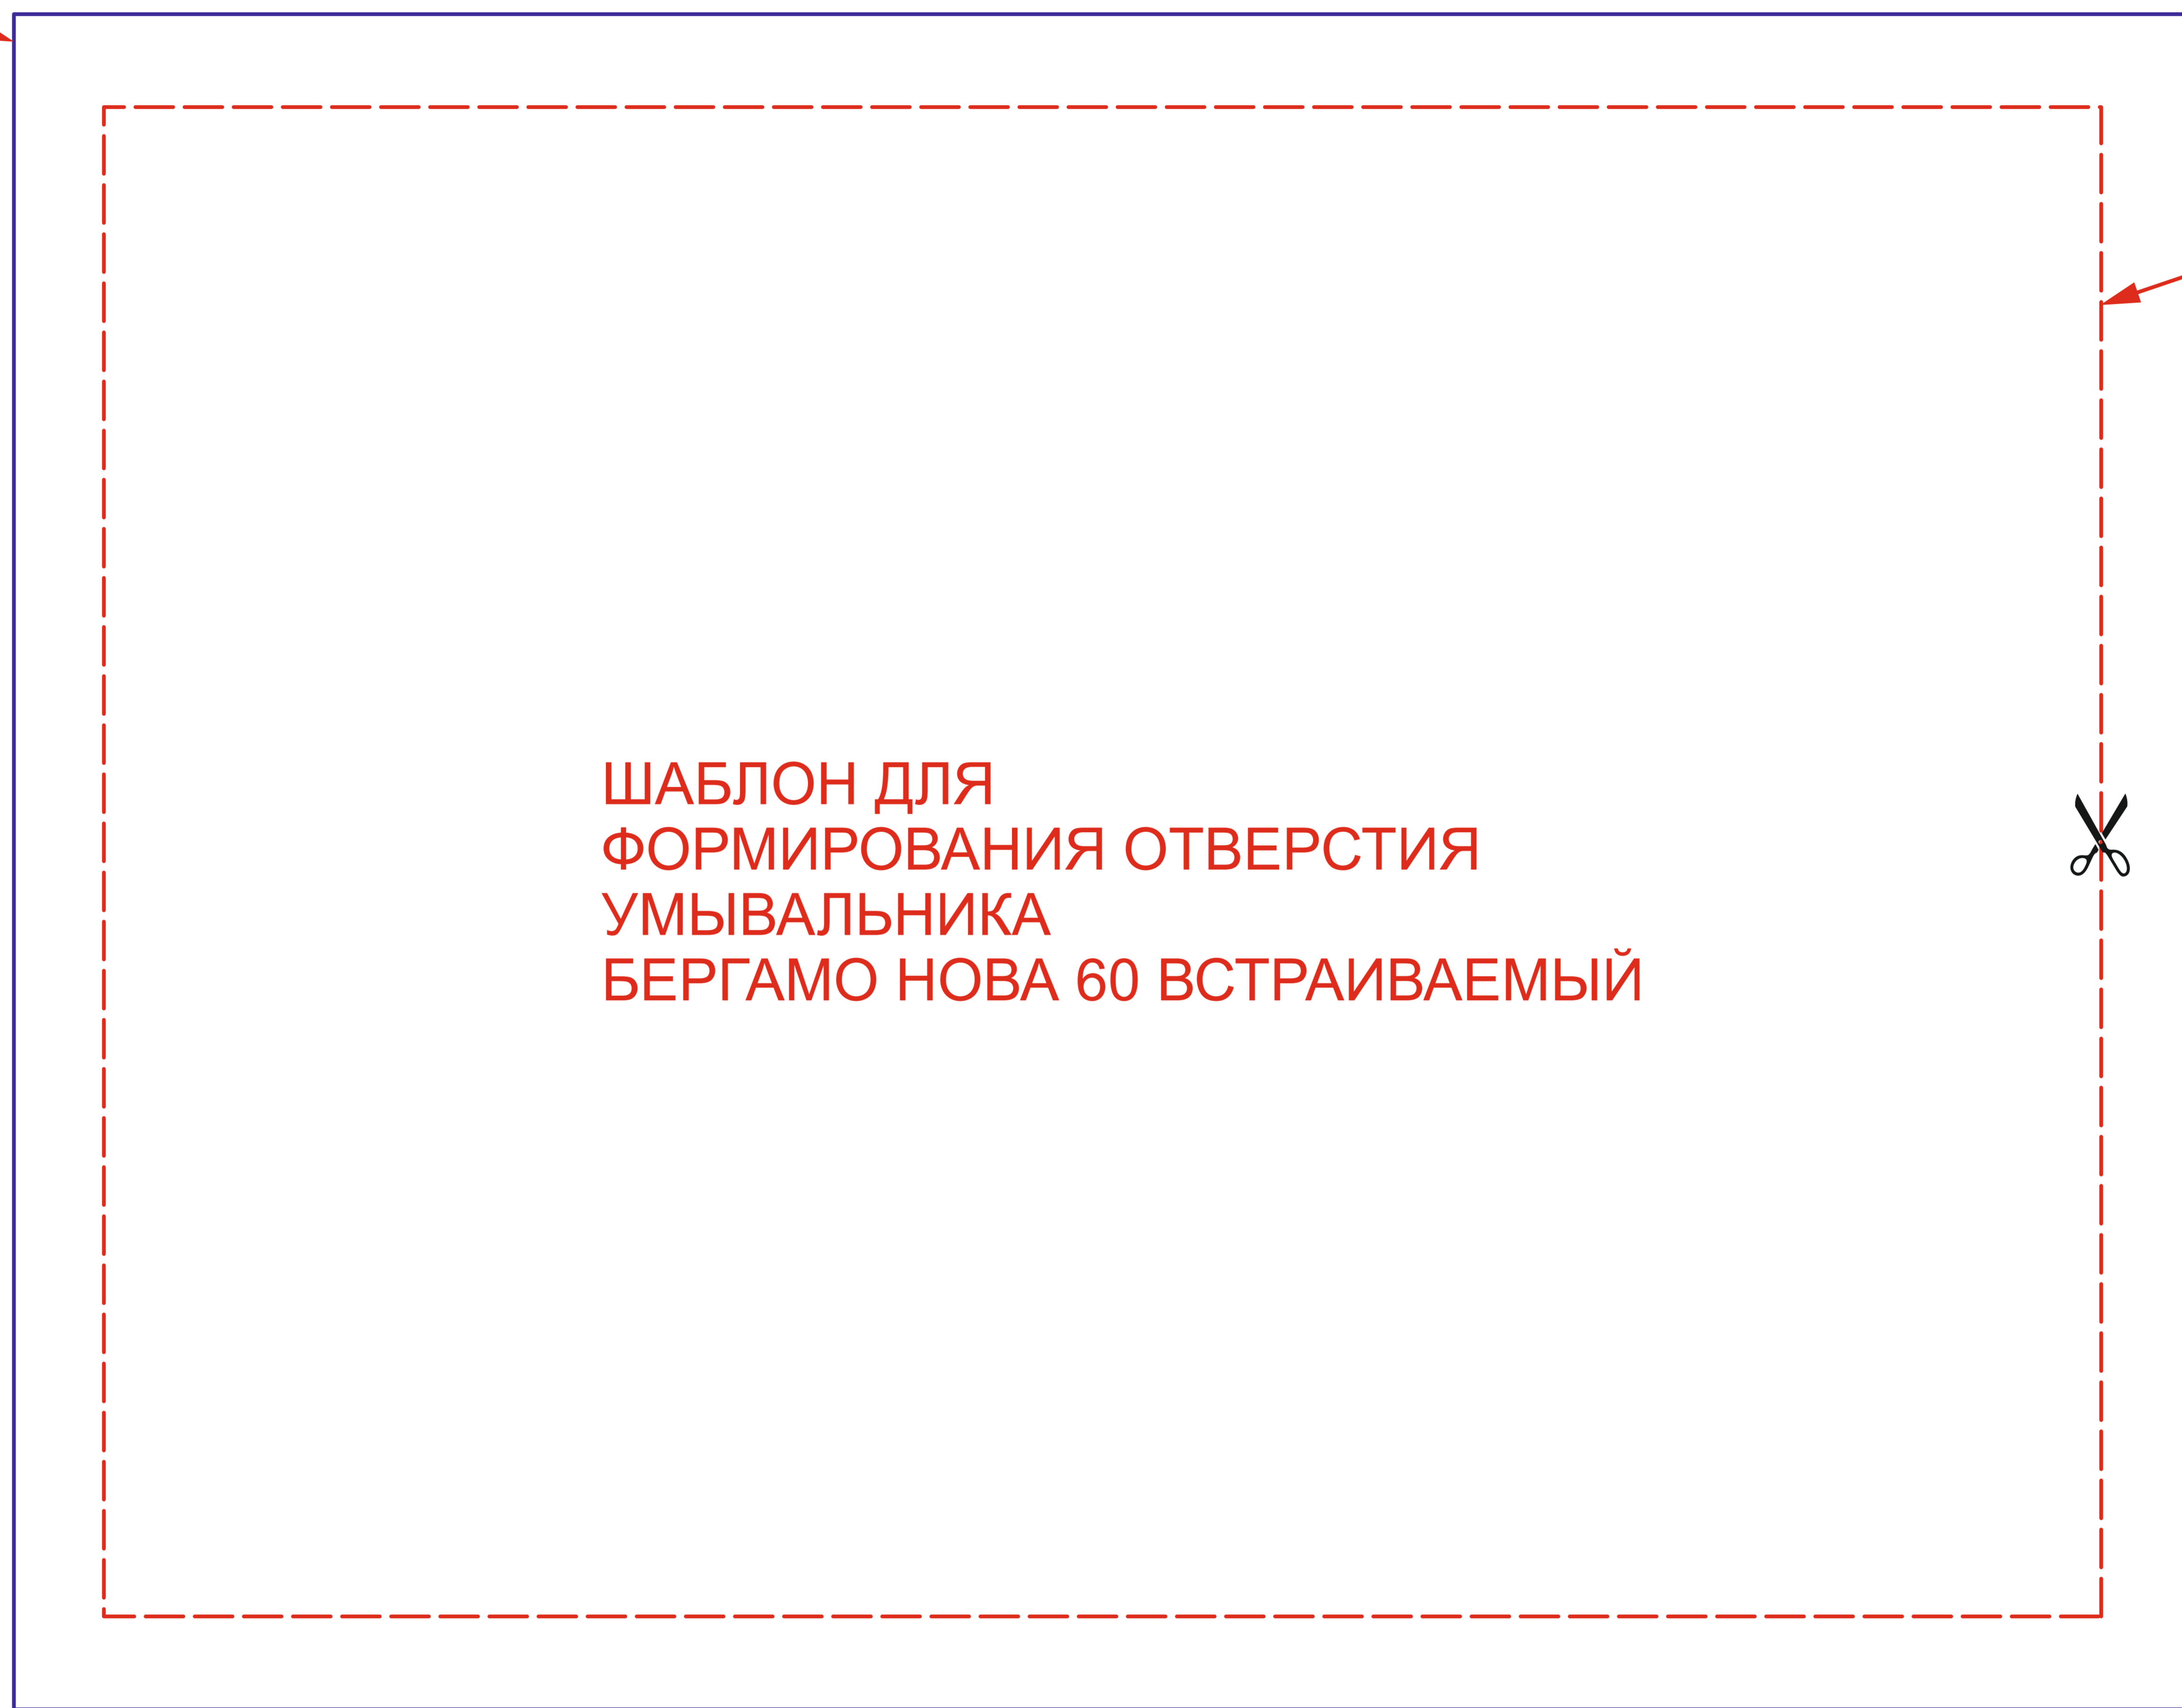 ШАБЛОН ДЛЯ
ФОРМИРОВАНИЯ ОТВЕРСТИЯ
УМЫВАЛЬНИКА
БЕРГАМО НОВА 60 ВСТРАИВАЕМЫЙ